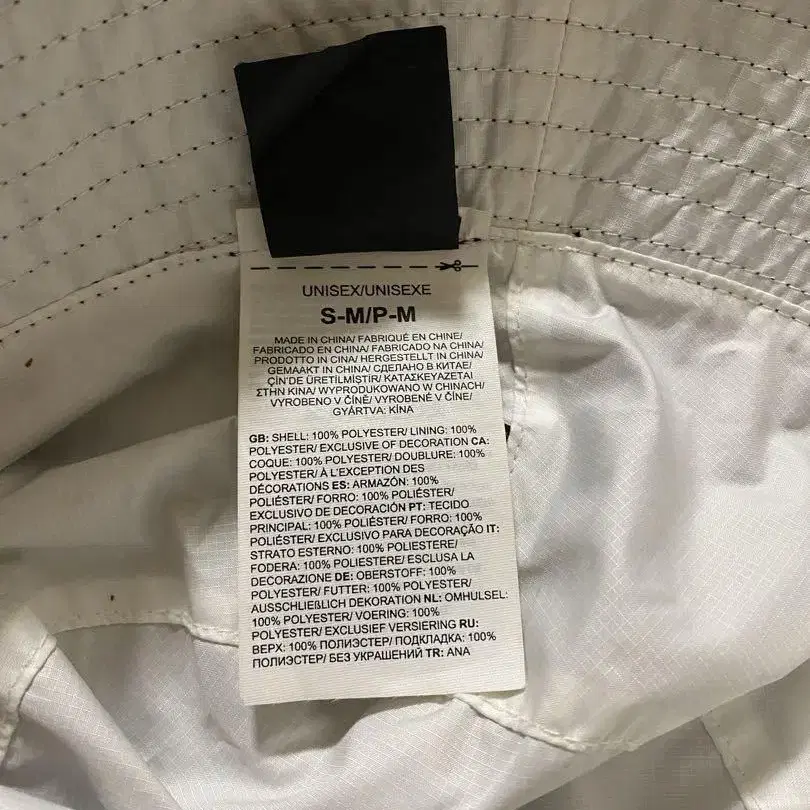 UNISEX/UNISEXE
S-M/P-M
MADE IN CHINA/ FABRIQUÉ EN CHINE/
FABRICADO EN CHINA/ FABRICADO NA CHINA/
PRODOTTO IN CINA/ HERGESTELLT IN CHINA/
GEMAAKT IN CHINA/ СДЕЛАНО В КИТАЕ/
ÇİN'DE ÜRETİLMİŞTİR/ ΚΑΤΑΣΚΕΥΑΖΕΤΑΙ
ΣΤΗΝ ΚΙΝΑ/ WYPRODUKOWANO W CHINACH/
VYROBENO V ČÍNĚ/ VYROBENÉ V ČÍNE/
GYÁRTVA: KÍNA
GB: SHELL: 100% POLYESTER/ LINING: 100%
POLYESTER/ EXCLUSIVE OF DECORATION CA:
COQUE: 100% POLYESTER/ DOUBLURE: 100%
POLYESTER/ À L'EXCEPTION DES
DÉCORATIONS ES: ARMAZÓN: 100%
POLIÉSTER/ FORRO: 100% POLIÉSTER/
EXCLUSIVO DE DECORACIÓN PT: TECIDO
PRINCIPAL: 100% POLIÉSTER/ FORRO: 100%
POLIÉSTER/ EXCLUSIVO PARA DECORAÇÃO IT:
STRATO ESTERNO: 100% POLIESTERE/
FODERA: 100% POLIESTERE/ ESCLUSA LA
DECORAZIONE DE: OBERSTOFF: 100%
POLYESTER/ FUTTER: 100% POLYESTER/
AUSSCHLIEßLICH DEKORATION NL: OMHULSEL:
100% POLYESTER/ VOERING: 100%
POLYESTER/ EXCLUSIEF VERSIERING RU:
ВЕРХ: 100% ПОЛИЭСТЕР/ ПОДКЛАДКА: 100%
ПОЛИЭСТЕР/ БЕЗ УКРАШЕНИЙ TR: ANA